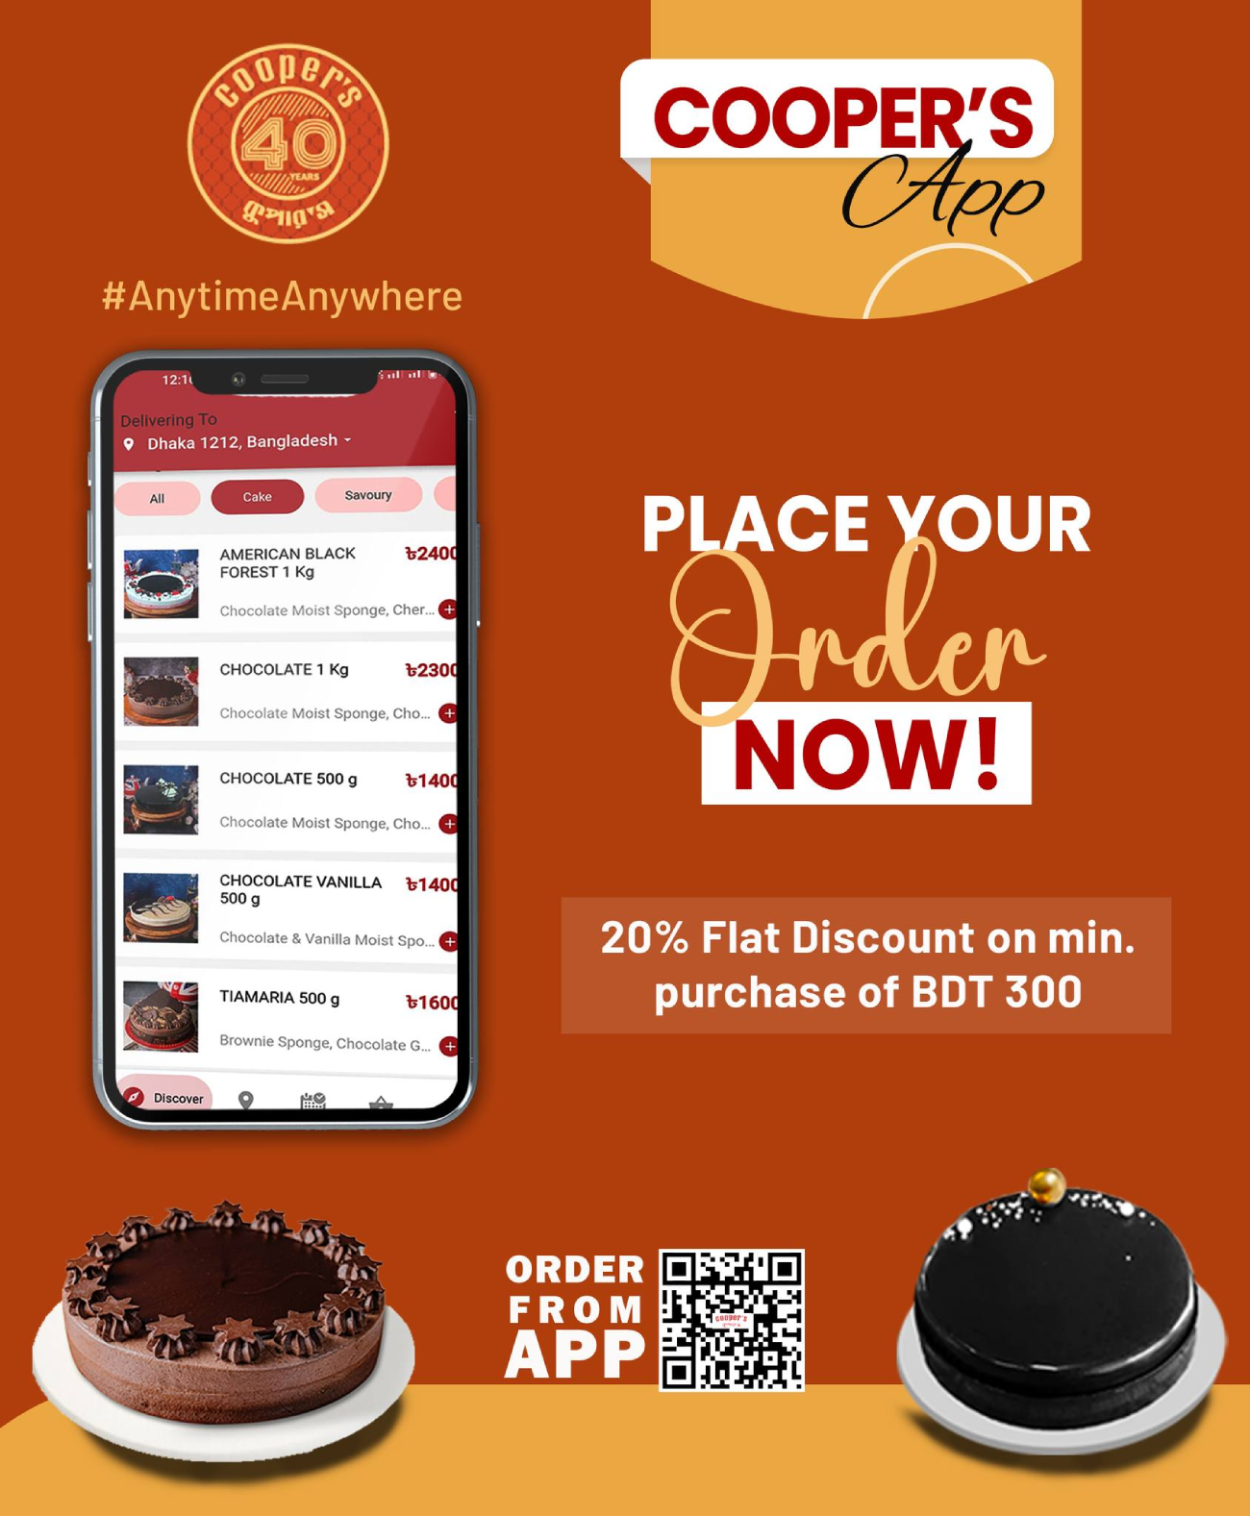 cooper's
40
YEARS
কুপার'স
#AnytimeAnywhere
COOPER'S
App
12:1
Delivering To
Dhaka 1212, Bangladesh
All
Cake
Savoury
AMERICAN BLACK
FOREST 1 Kg
৳2400
Chocolate Moist Sponge, Cher...
CHOCOLATE 1 Kg
৳2300
Chocolate Moist Sponge, Cho...
CHOCOLATE 500 g
৳1400
Chocolate Moist Sponge, Cho...
CHOCOLATE VANILLA
500 g
৳1400
Chocolate & Vanilla Moist Spo...
TIAMARIA 500 g
৳1600
Brownie Sponge, Chocolate G...
Discover
PLACE YOUR
Order
NOW!
20% Flat Discount on min.
purchase of BDT 300
ORDER
FROM
APP
cooper's